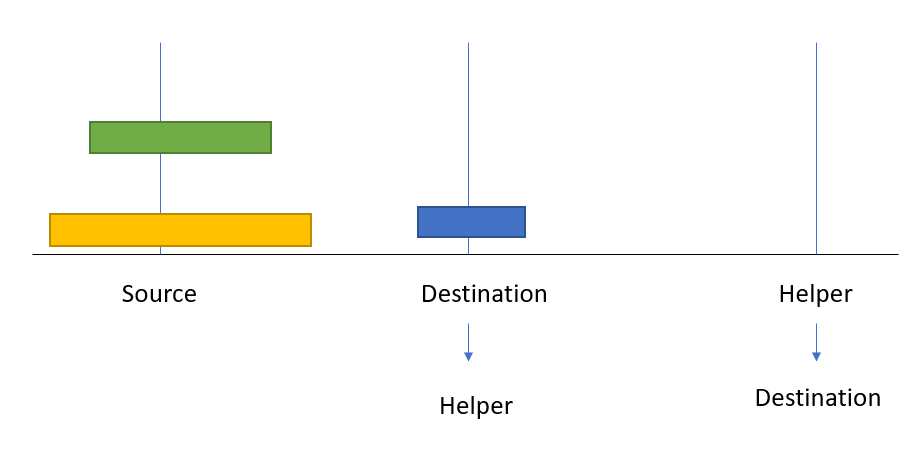 Source
Destination
Helper
Helper
Destination